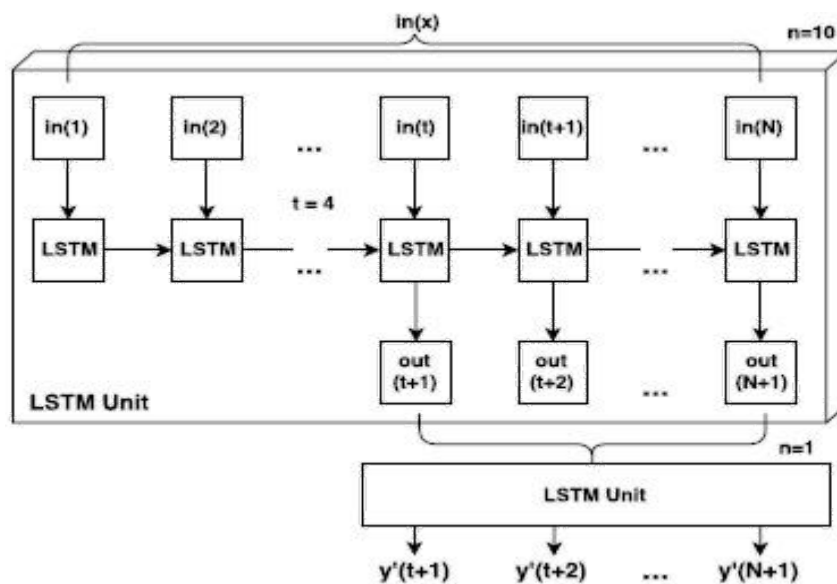 in(x)
n=10
in(1) in(2) ... in(t) in(t+1) ... in(N)
t = 4
LSTM LSTM ... LSTM LSTM ... LSTM
out out out
(t+1) (t+2) ... (N+1)
LSTM Unit
n=1
LSTM Unit
y'(t+1) y'(t+2) ... y'(N+1)